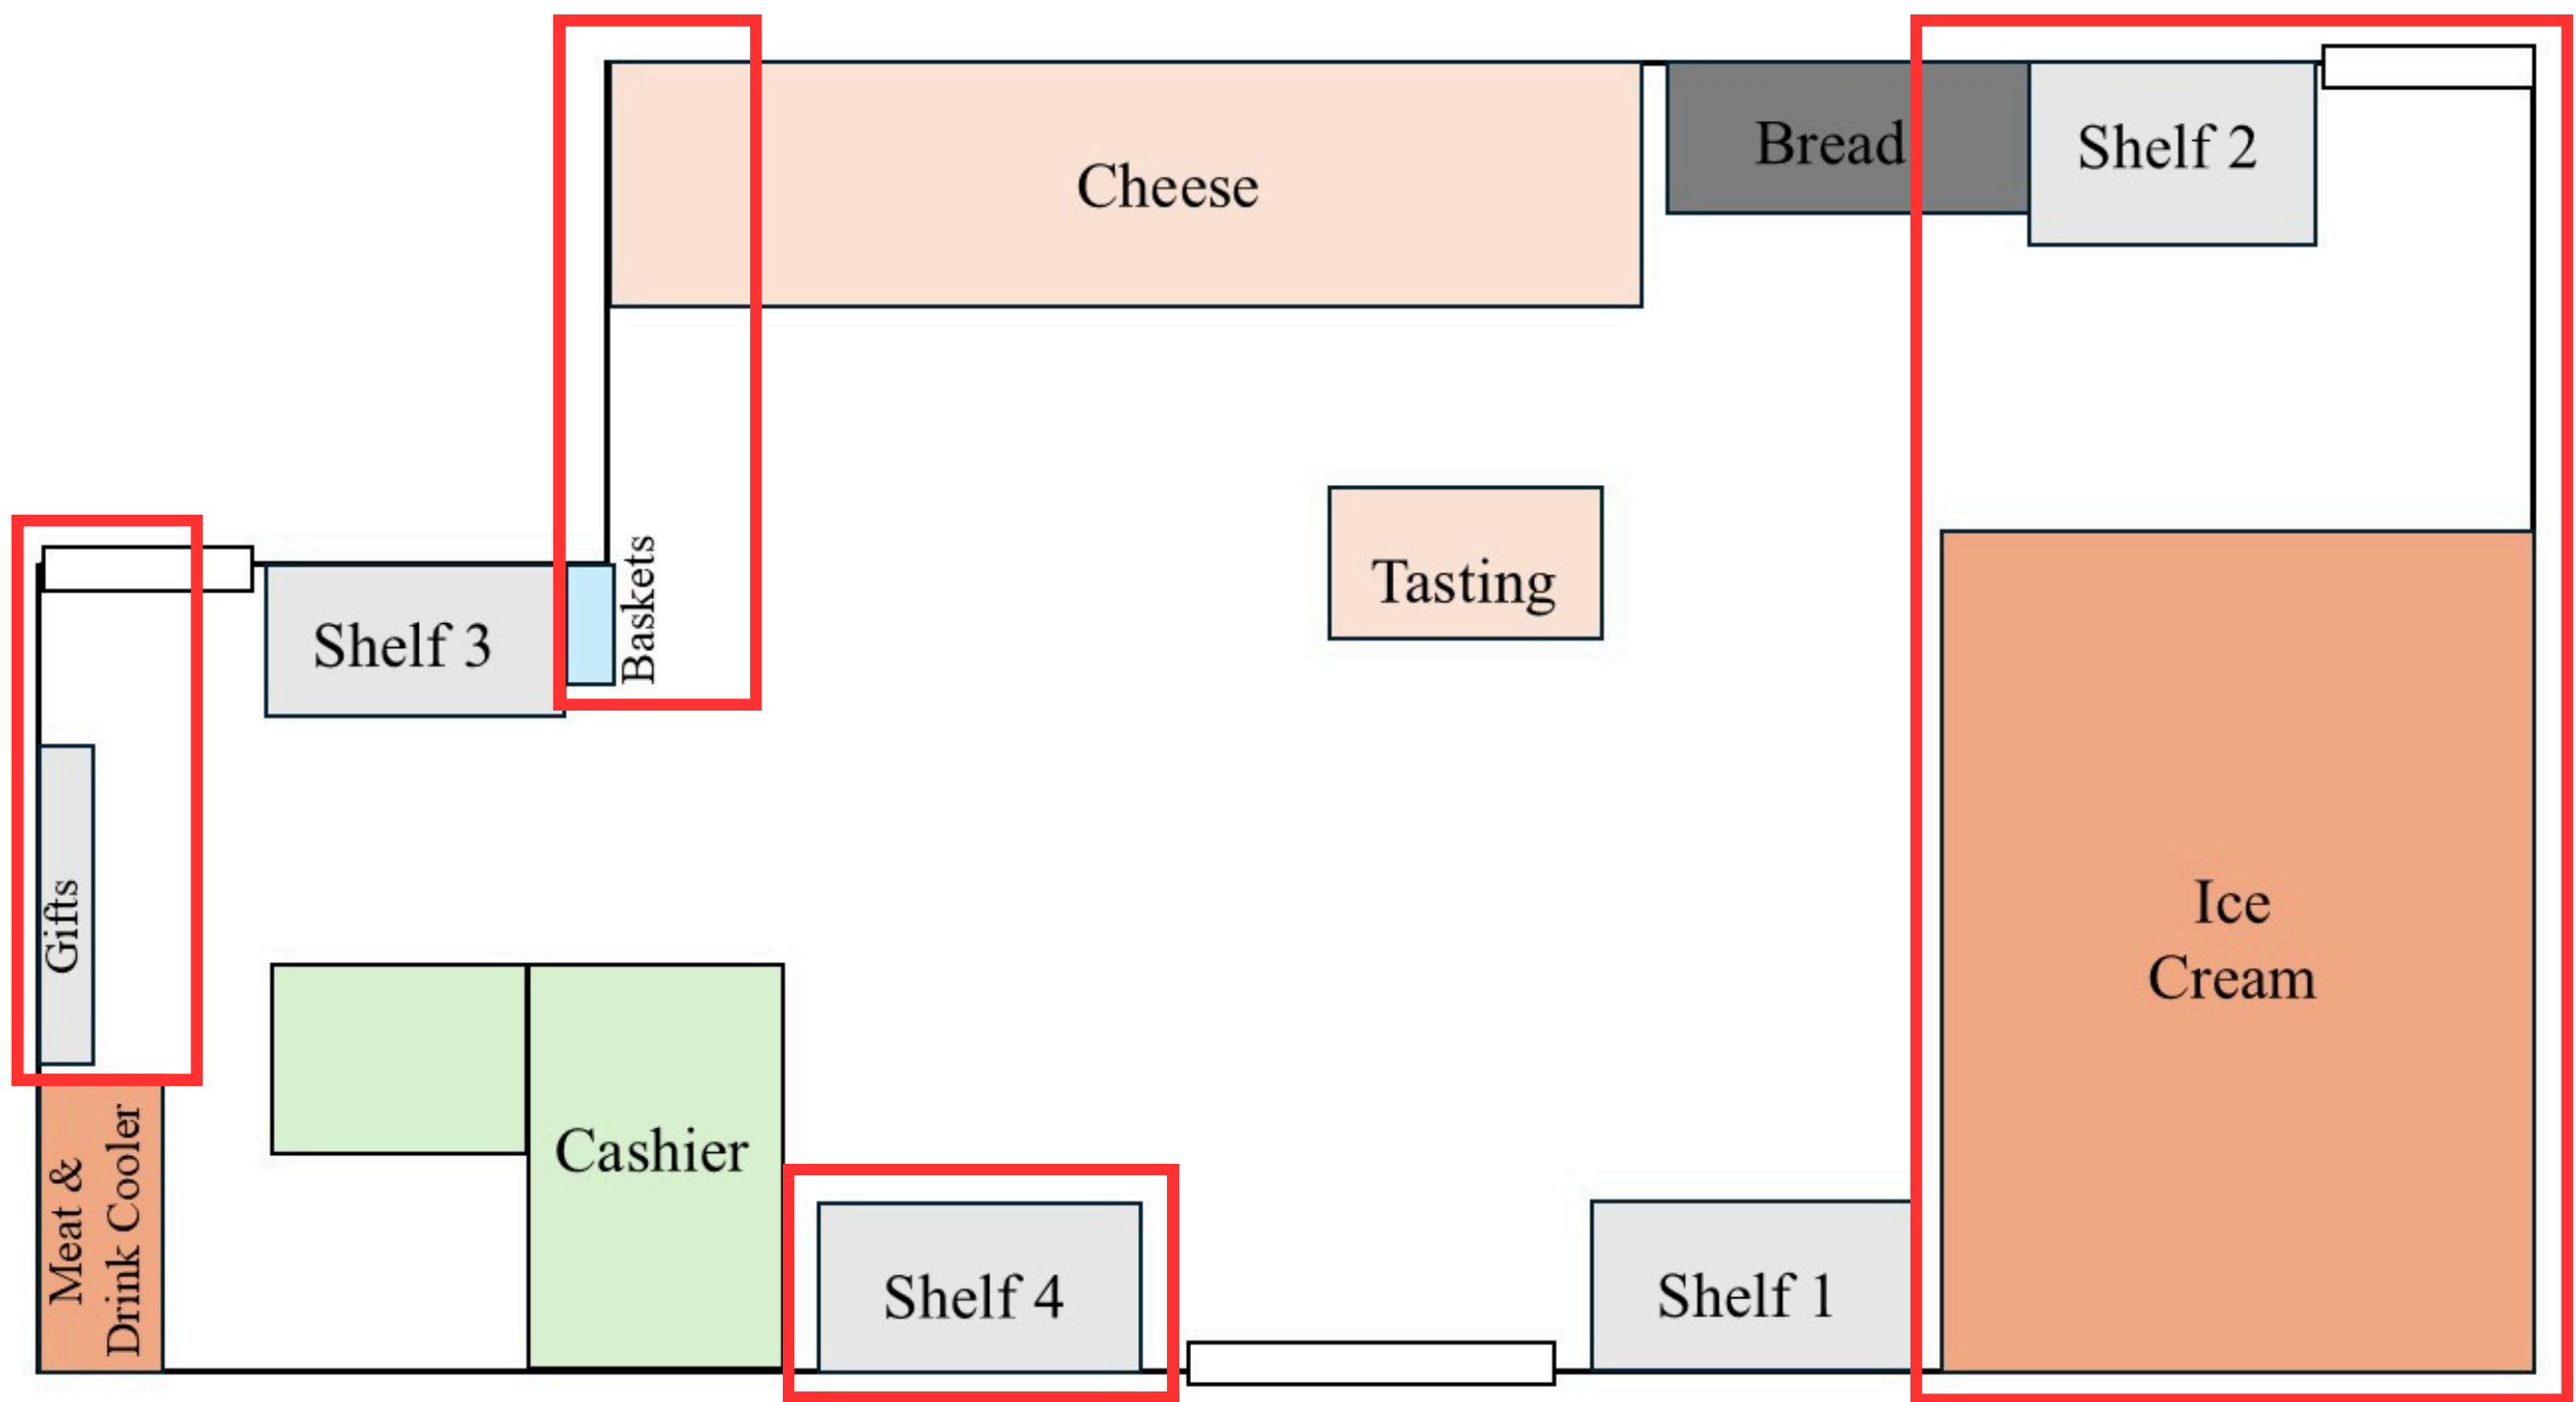 Cheese
Bread
Shelf 2
Tasting
Baskets
Shelf 3
Gifts
Ice
Cream
Cashier
Meat &
Drink Cooler
Shelf 4
Shelf 1